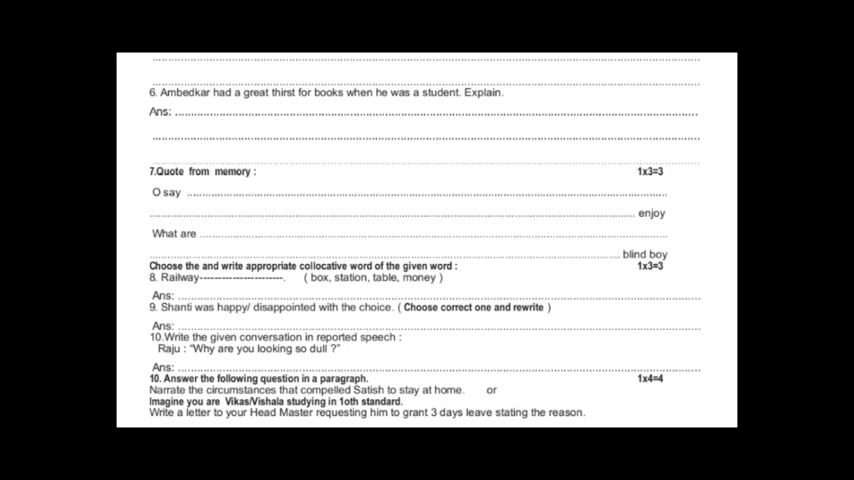 6. Ambedkar had a great thirst for books when he was a student. Explain.
Ans: ........................................................................
........................................................................
........................................................................
7.Quote from memory : 1x3=3
O say ........................................................................
........................................................................ enjoy
What are ........................................................................
........................................................................ blind boy
Choose the and write appropriate collocative word of the given word : 1x3=3
8. Railway-----------------------. ( box, station, table, money )
Ans: ........................................................................
9. Shanti was happy/ disappointed with the choice. ( Choose correct one and rewrite )
Ans: ........................................................................
10.Write the given conversation in reported speech :
Raju : “Why are you looking so dull ?”
Ans: ........................................................................
10. Answer the following question in a paragraph. 1x4=4
Narrate the circumstances that compelled Satish to stay at home. or
Imagine you are Vikas/Vishala studying in 1oth standard.
Write a letter to your Head Master requesting him to grant 3 days leave stating the reason.